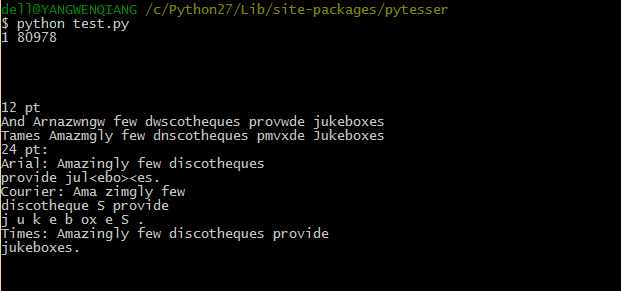 dell@YANGWENQIANG /c/Python27/Lib/site-packages/pytesser
$ python test.py
1 80978
12 pt
And Arnazwngw few dwscotheques provwde jukeboxes
Tames Amazmgly few dnscotheques pmvxde Jukeboxes
24 pt:
Arial: Amazingly few discotheques
provide jul<ebo><es.
Courier: Ama zimgly few
discotheque S provide
j u k e b ox e S .
Times: Amazingly few discotheques provide
jukeboxes.